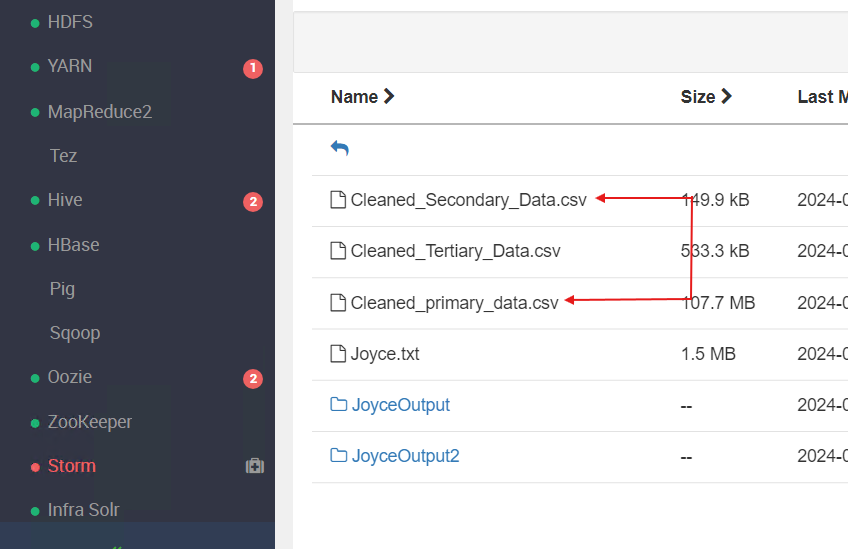 HDFS
YARN 1
MapReduce2
Tez
Hive 2
HBase
Pig
Sqoop
Oozie 2
ZooKeeper
Storm
Infra Solr
Name Size Last M
Cleaned_Secondary_Data.csv 149.9 kB 2024-0
Cleaned_Tertiary_Data.csv 533.3 kB 2024-0
Cleaned_primary_data.csv 107.7 MB 2024-0
Joyce.txt 1.5 MB 2024-0
JoyceOutput -- 2024-0
JoyceOutput2 -- 2024-0